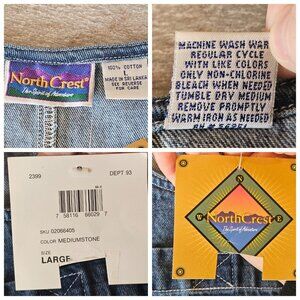 North Crest®
The Spirit of Adventure
100% COTTON
MADE IN SRI LANKA
SEE REVERSE
FOR CARE
MACHINE WASH WAR
REGULAR CYCLE
WITH LIKE COLORS
ONLY NON-CHLORINE
BLEACH WHEN NEEDED
TUMBLE DRY MEDIUM
REMOVE PROMPTLY
WARM IRON AS NEEDED
2399
DEPT 93
7 58116 86029 7
SKU 02066405
COLOR MEDIUMSTONE
SIZE
LARGE
N
W
E
NorthCrest®
The Spirit of Adventure